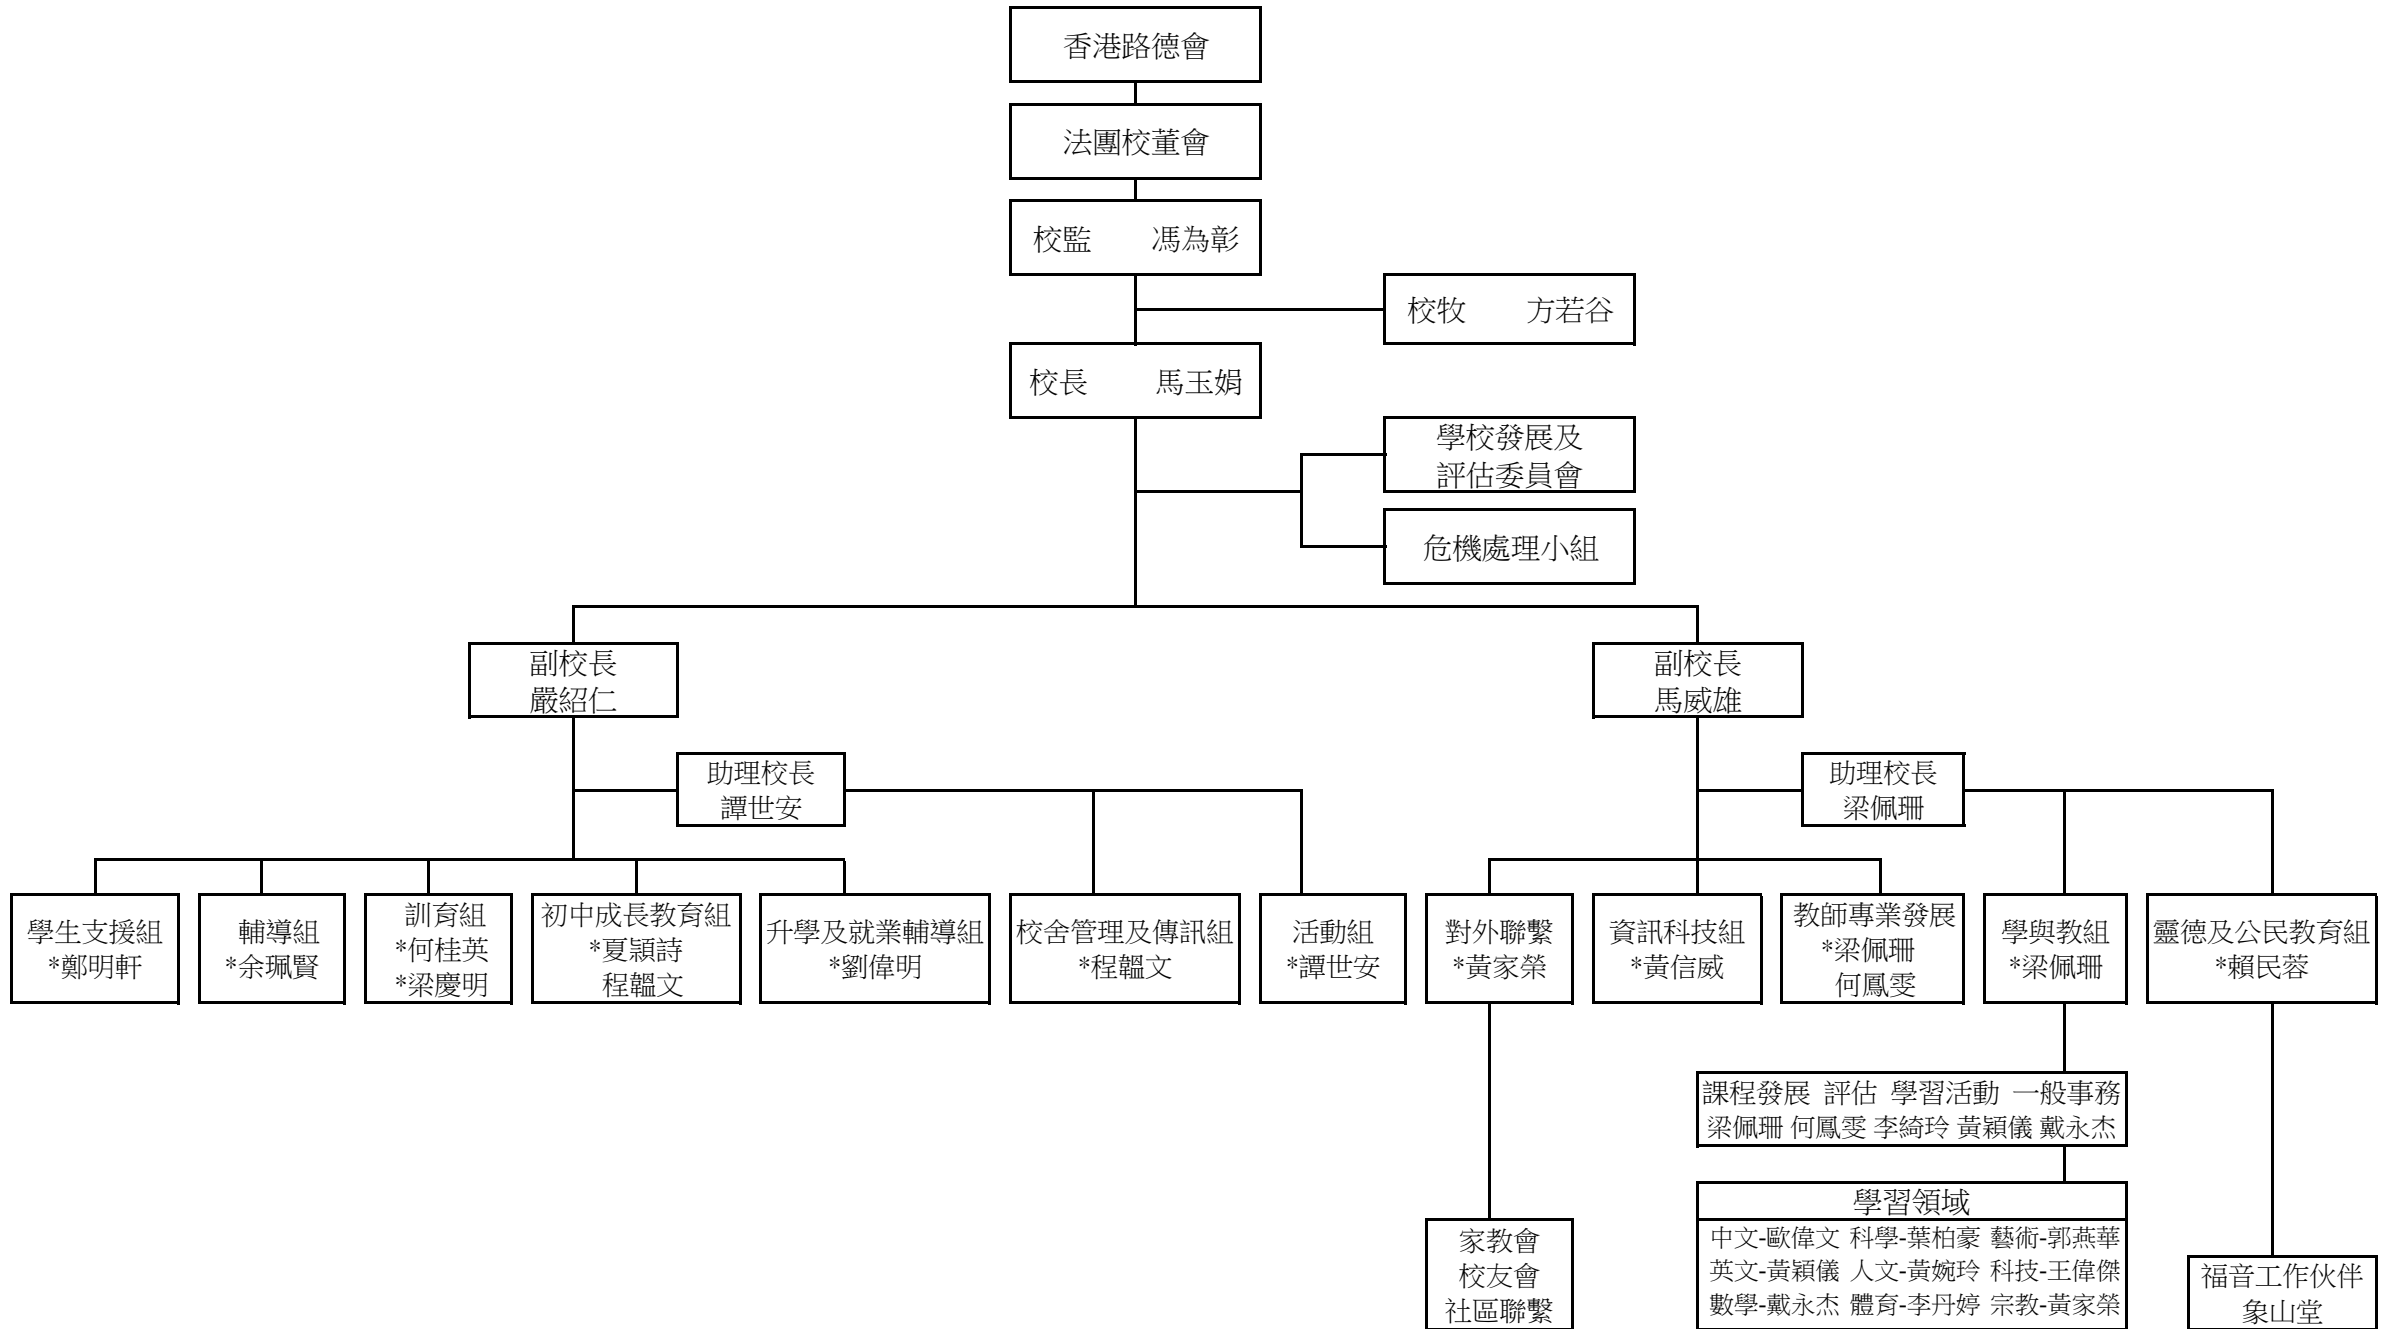 香港路德會
法團校董會
校監 馮為彰
校牧 方若谷
校長 馬玉娟
學校發展及
評估委員會
危機處理小組
副校長
嚴紹仁
副校長
馬威雄
助理校長
譚世安
助理校長
梁佩珊
學生支援組
*鄭明軒
輔導組
*余珮賢
訓育組
*何桂英
*梁慶明
初中成長教育組
*夏穎詩
程韞文
升學及就業輔導組
*劉偉明
校舍管理及傳訊組
*程韞文
活動組
*譚世安
對外聯繫
*黃家榮
資訊科技組
*黃信威
教師專業發展
*梁佩珊
何鳳雯
學與教組
*梁佩珊
靈德及公民教育組
*賴民蓉
課程發展 評估 學習活動 一般事務
梁佩珊 何鳳雯 李綺玲 黃穎儀 戴永杰
學習領域
中文-歐偉文 科學-葉柏豪 藝術-郭燕華
英文-黃穎儀 人文-黃婉玲 科技-王偉傑
數學-戴永杰 體育-李丹婷 宗教-黃家榮
家教會
校友會
社區聯繫
福音工作伙伴
象山堂